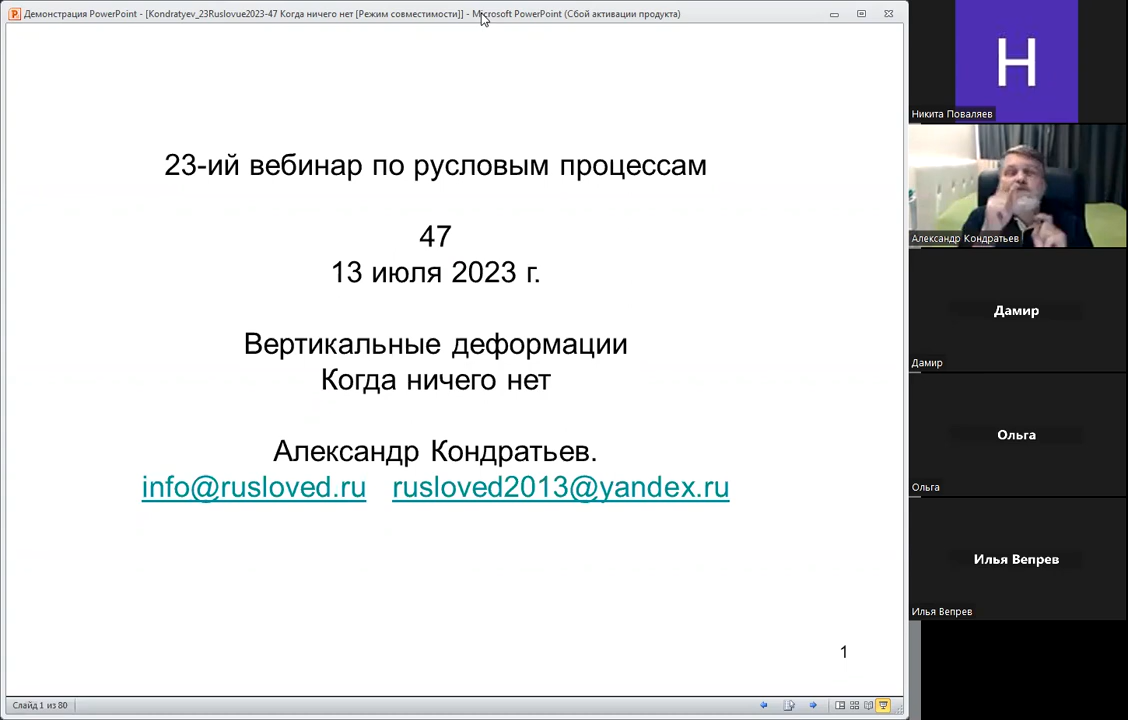 Демонстрация PowerPoint - [Kondratyev_23Ruslovue2023-47 Когда ничего нет [Режим совместимости]] - Microsoft PowerPoint (Сбой активации продукта)
23-ий вебинар по русловым процессам
47
13 июля 2023 г.
Вертикальные деформации
Когда ничего нет
Александр Кондратьев.
info@rusloved.ru rusloved2013@yandex.ru
1
Слайд 1 из 80
Н
Никита Поваляев
Александр Кондратьев
Дамир
Дамир
Ольга
Ольга
Илья Вепрев
Илья Вепрев